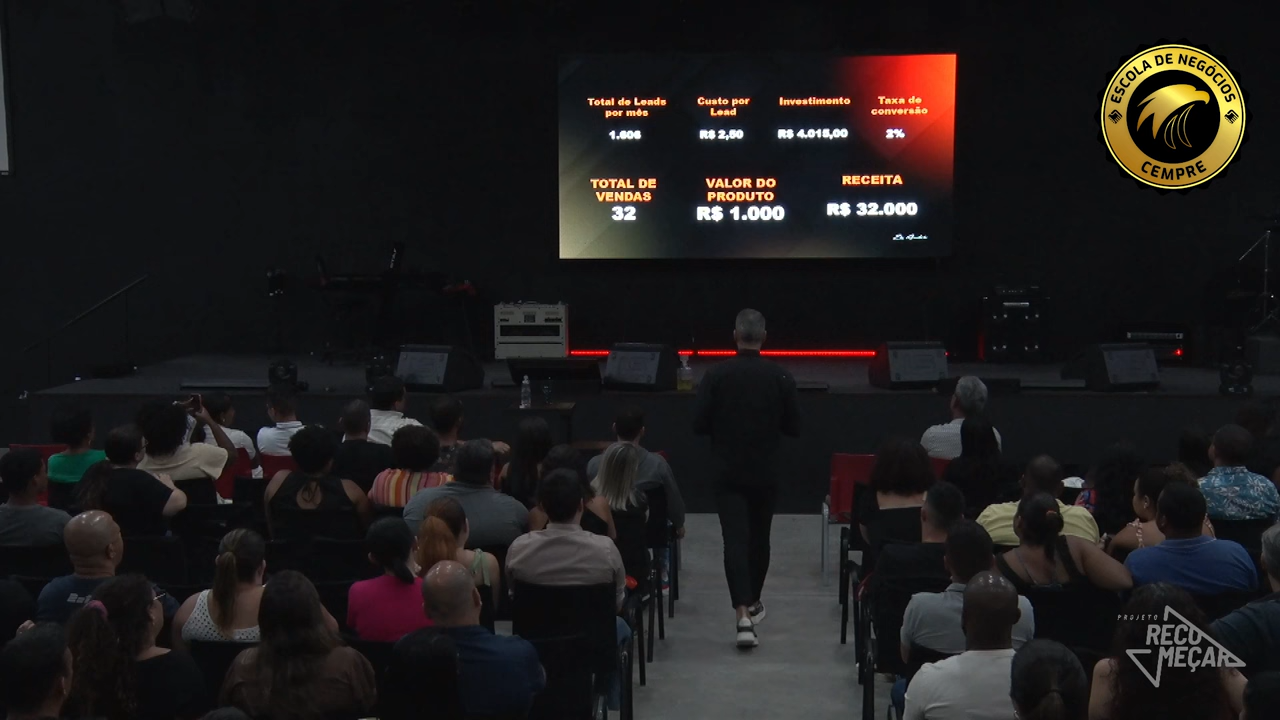 Total de Leads
por mês
1.606
Custo por
Lead
R$ 2,50
Investimento
R$ 4.015,00
Taxa de
conversão
2%
TOTAL DE
VENDAS
32
VALOR DO
PRODUTO
R$ 1.000
RECEITA
R$ 32.000
ESCOLA DE NEGÓCIOS
CEMPRE
PROJETO
RECO
MEÇAR